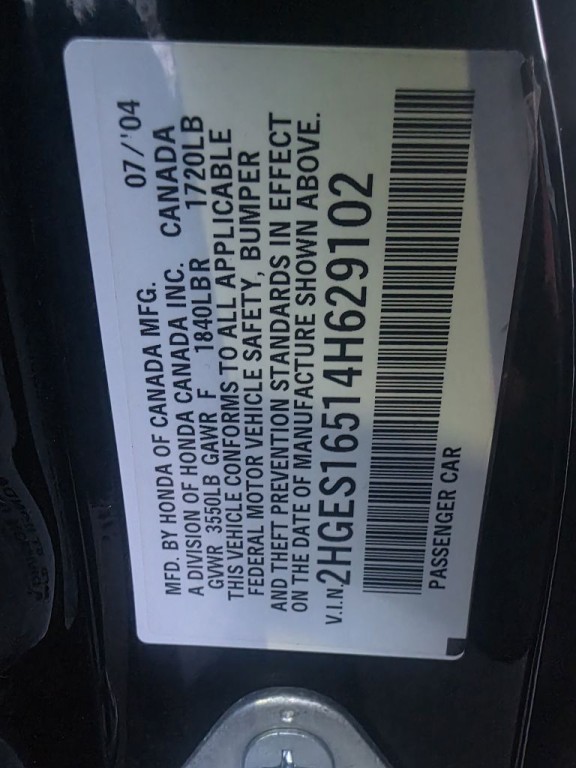 MFD. BY HONDA OF CANADA MFG. 07/'04
A DIVISION OF HONDA CANADA INC. CANADA
GVWR 3550LB GAWR F 1840LB R 1720LB
THIS VEHICLE CONFORMS TO ALL APPLICABLE
FEDERAL MOTOR VEHICLE SAFETY, BUMPER
AND THEFT PREVENTION STANDARDS IN EFFECT
ON THE DATE OF MANUFACTURE SHOWN ABOVE.
V.I.N.2HGES16514H629102
PASSENGER CAR